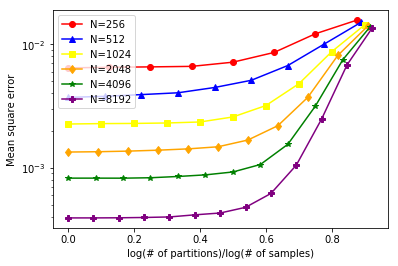 N=256
N=512
N=1024
N=2048
N=4096
N=8192
10⁻²
10⁻³
Mean square error
0.0 0.2 0.4 0.6 0.8
log(# of partitions)/log(# of samples)